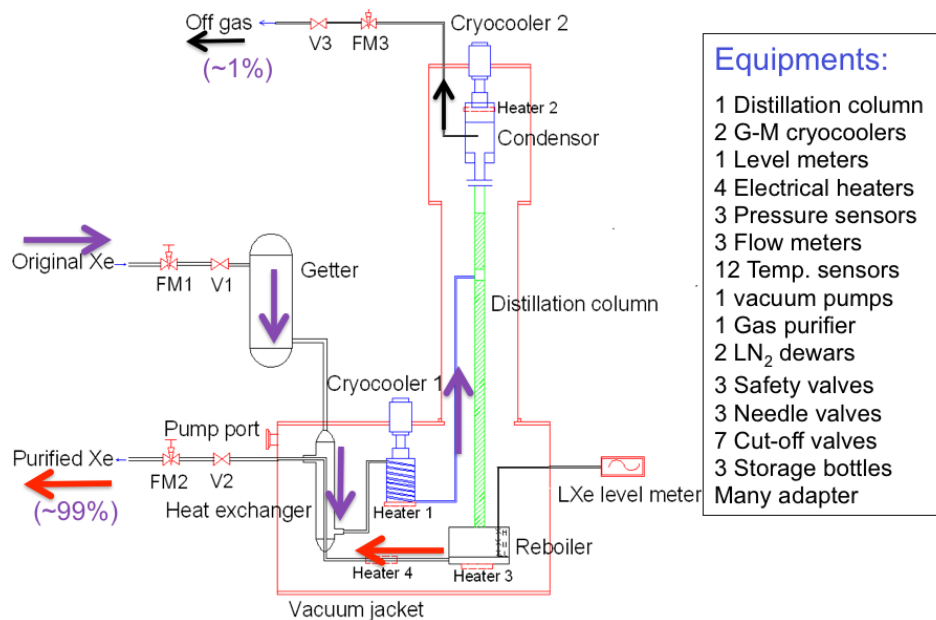 Off gas
(~1%)
V3
FM3
Cryocooler 2
Heater 2
Condensor
Original Xe
FM1
V1
Getter
Distillation column
Cryocooler 1
Pump port
Purified Xe
(~99%)
FM2
V2
Heat exchanger
Heater 1
LXe level meter
H
Reboiler
Heater 4
Heater 3
Vacuum jacket
Equipments:
1 Distillation column
2 G-M cryocoolers
1 Level meters
4 Electrical heaters
3 Pressure sensors
3 Flow meters
12 Temp. sensors
1 vacuum pumps
1 Gas purifier
2 LN₂ dewars
3 Safety valves
3 Needle valves
7 Cut-off valves
3 Storage bottles
Many adapter